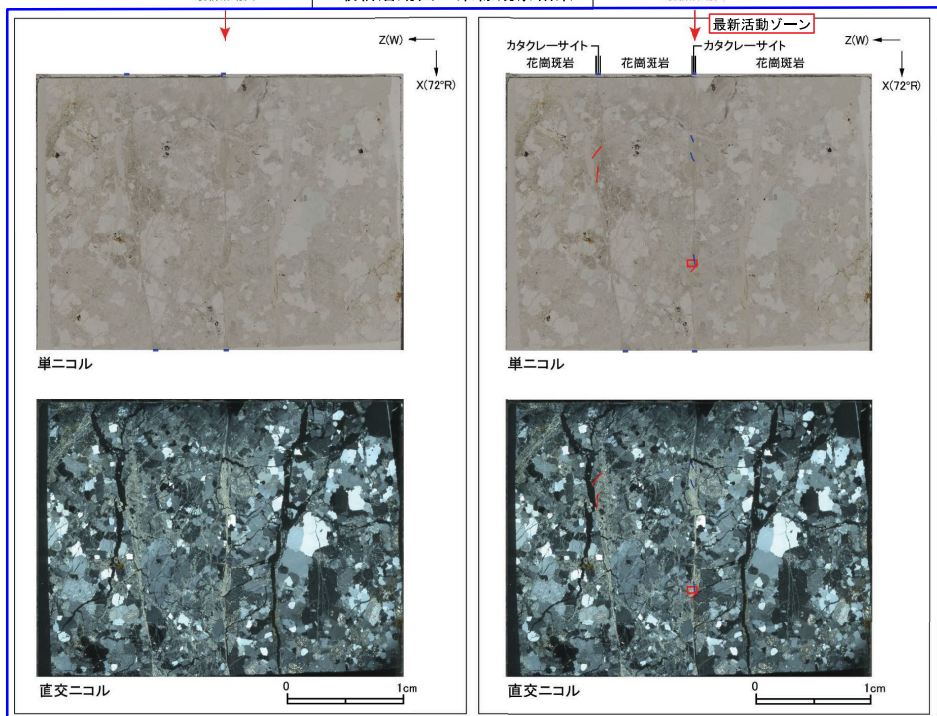 最新活動ゾーン
Z(W)
X(72°R)
単ニコル
直交ニコル
0 1cm
Z(W)
カタクレーサイト カタクレーサイト
花崗斑岩 花崗斑岩 花崗斑岩
X(72°R)
単ニコル
直交ニコル
0 1cm